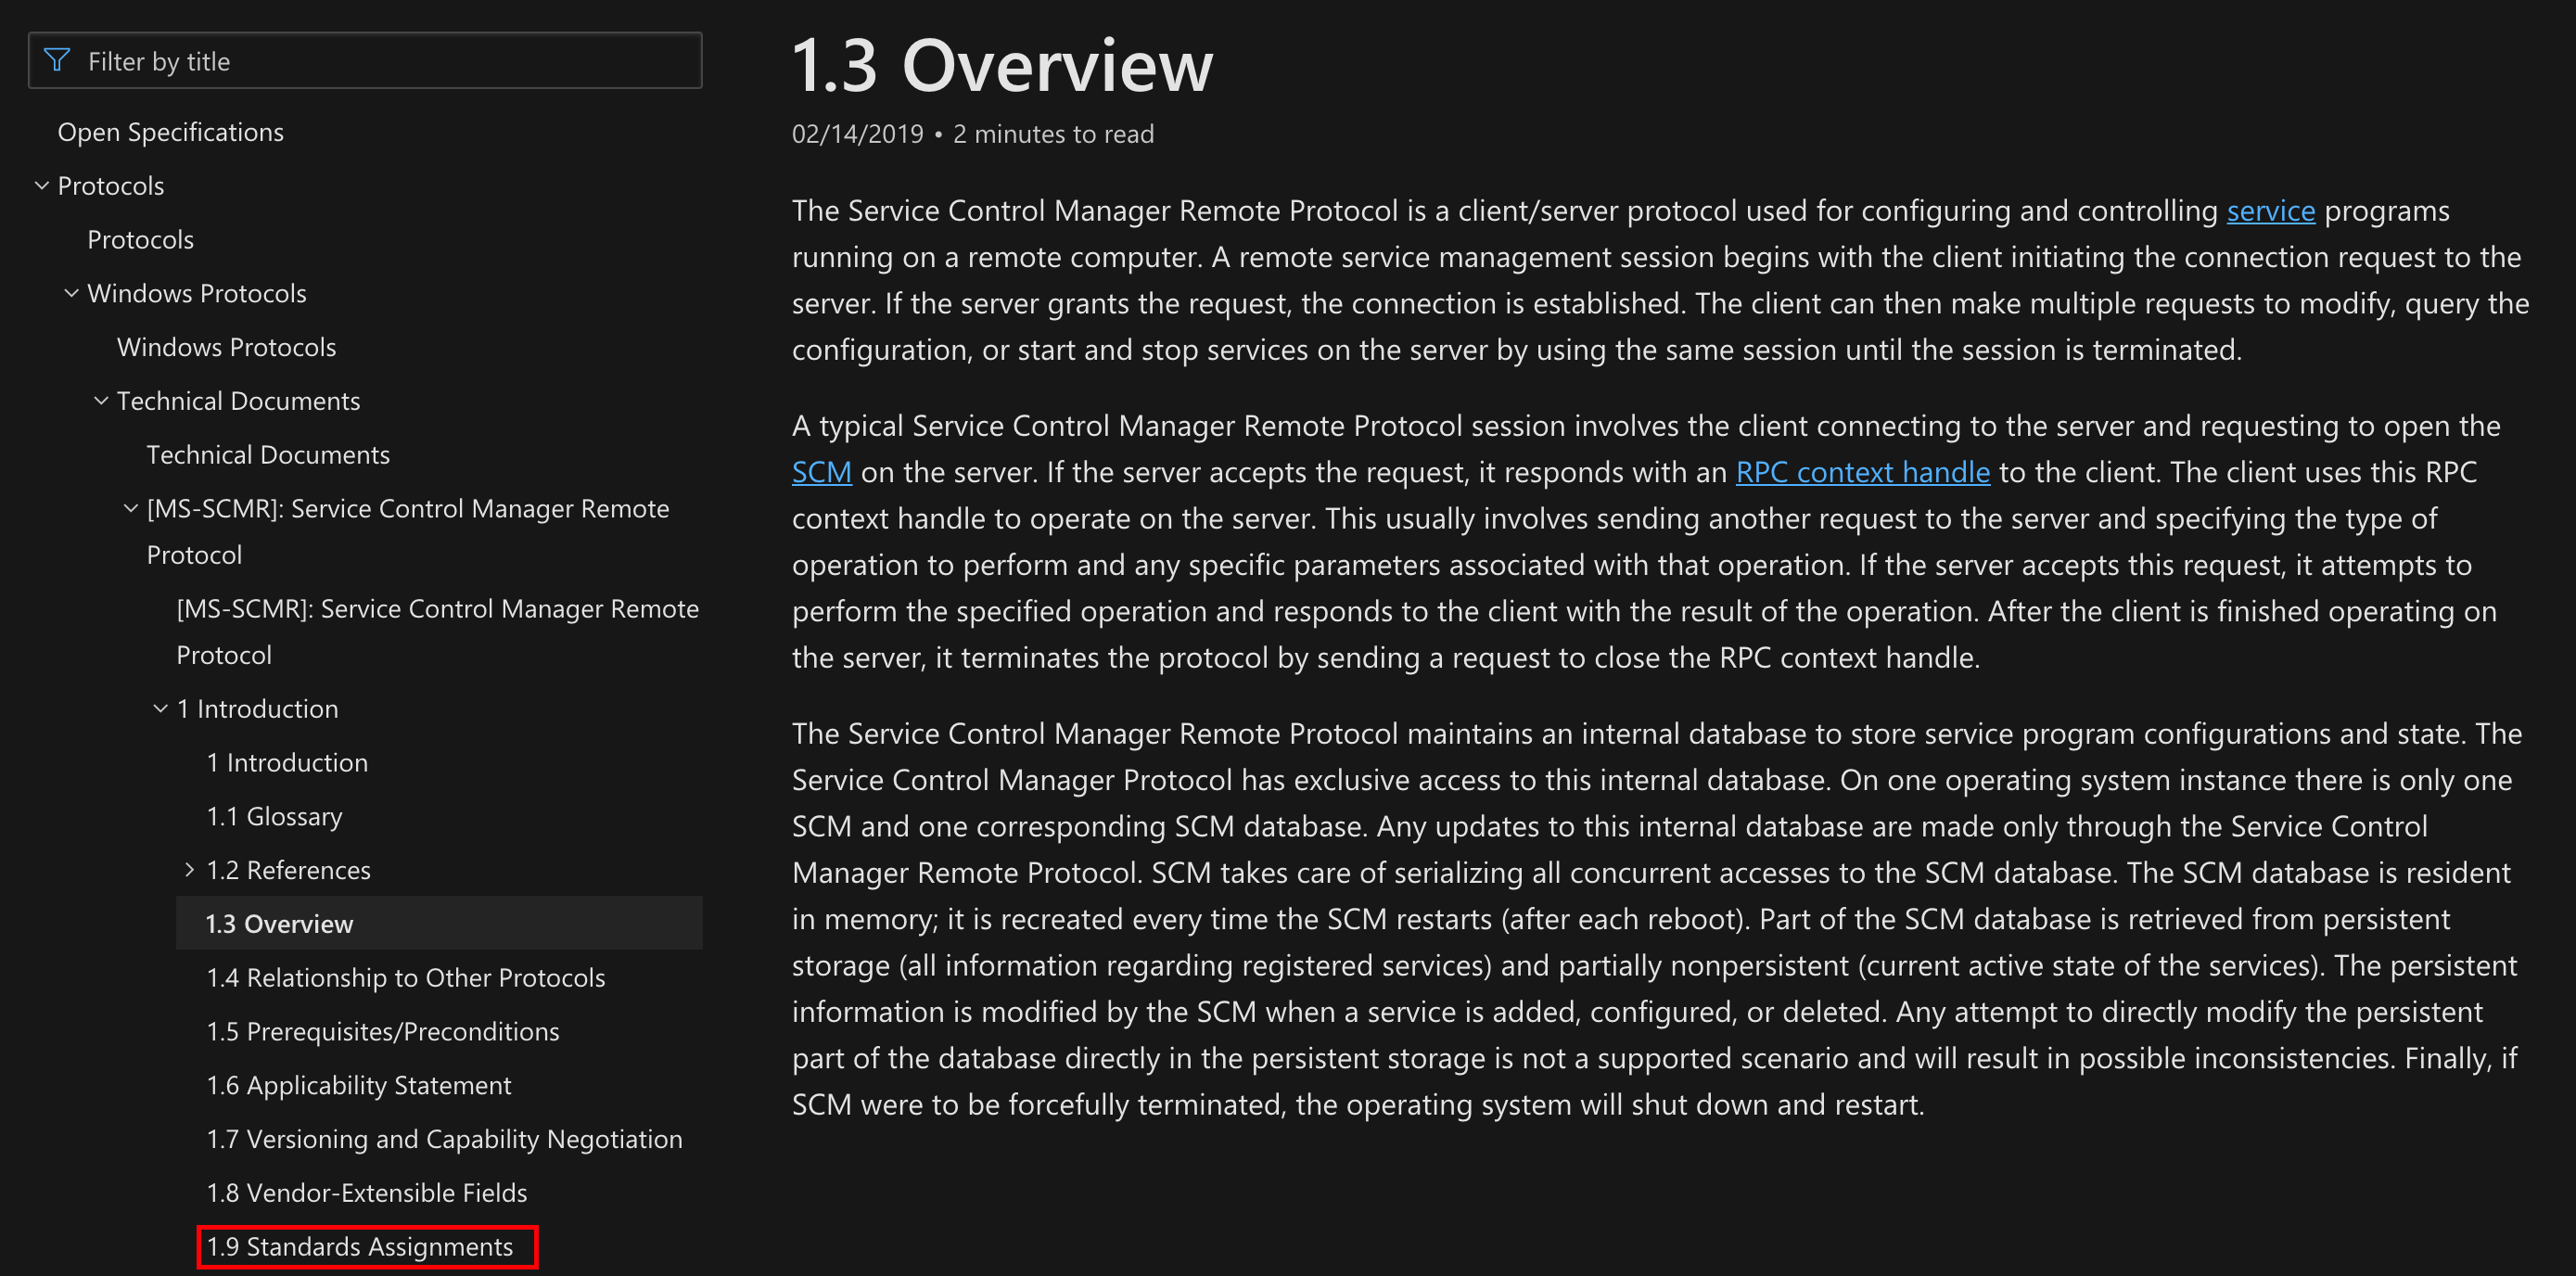 Filter by title
Open Specifications
Protocols
Protocols
Windows Protocols
Windows Protocols
Technical Documents
Technical Documents
[MS-SCMR]: Service Control Manager Remote
Protocol
[MS-SCMR]: Service Control Manager Remote
Protocol
1 Introduction
1 Introduction
1.1 Glossary
1.2 References
1.3 Overview
1.4 Relationship to Other Protocols
1.5 Prerequisites/Preconditions
1.6 Applicability Statement
1.7 Versioning and Capability Negotiation
1.8 Vendor-Extensible Fields
1.9 Standards Assignments
1.3 Overview
02/14/2019 • 2 minutes to read
The Service Control Manager Remote Protocol is a client/server protocol used for configuring and controlling service programs
running on a remote computer. A remote service management session begins with the client initiating the connection request to the
server. If the server grants the request, the connection is established. The client can then make multiple requests to modify, query the
configuration, or start and stop services on the server by using the same session until the session is terminated.
A typical Service Control Manager Remote Protocol session involves the client connecting to the server and requesting to open the
SCM on the server. If the server accepts the request, it responds with an RPC context handle to the client. The client uses this RPC
context handle to operate on the server. This usually involves sending another request to the server and specifying the type of
operation to perform and any specific parameters associated with that operation. If the server accepts this request, it attempts to
perform the specified operation and responds to the client with the result of the operation. After the client is finished operating on
the server, it terminates the protocol by sending a request to close the RPC context handle.
The Service Control Manager Remote Protocol maintains an internal database to store service program configurations and state. The
Service Control Manager Protocol has exclusive access to this internal database. On one operating system instance there is only one
SCM and one corresponding SCM database. Any updates to this internal database are made only through the Service Control
Manager Remote Protocol. SCM takes care of serializing all concurrent accesses to the SCM database. The SCM database is resident
in memory; it is recreated every time the SCM restarts (after each reboot). Part of the SCM database is retrieved from persistent
storage (all information regarding registered services) and partially nonpersistent (current active state of the services). The persistent
information is modified by the SCM when a service is added, configured, or deleted. Any attempt to directly modify the persistent
part of the database directly in the persistent storage is not a supported scenario and will result in possible inconsistencies. Finally, if
SCM were to be forcefully terminated, the operating system will shut down and restart.